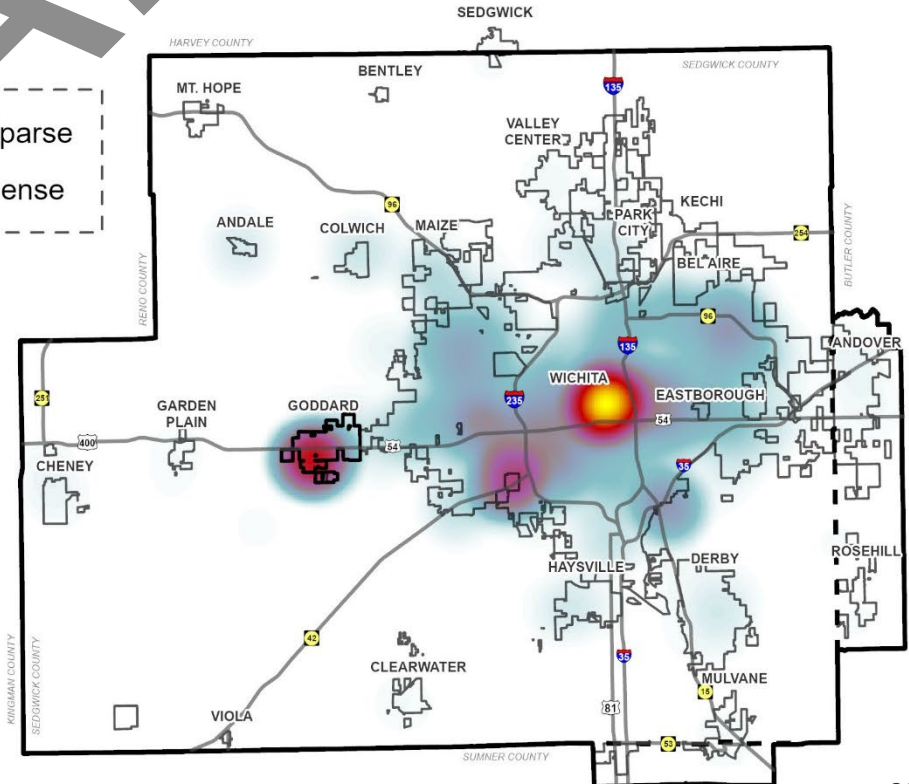 SEDGWICK
HARVEY COUNTY
SEDGWICK COUNTY
BENTLEY
MT. HOPE
135
parse
ense
VALLEY
CENTER
96
KECHI
ANDALE
COLWICH
MAIZE
PARK
CITY
254
BEL AIRE
BUTLER COUNTY
RENO COUNTY
96
135
ANDOVER
WICHITA
251
235
EASTBOROUGH
GARDEN
PLAIN
GODDARD
54
400
54
CHENEY
35
HAYSVILLE
DERBY
ROSEHILL
42
KINGMAN COUNTY
SEDGWICK COUNTY
35
CLEARWATER
MULVANE
15
81
VIOLA
53
SUMNER COUNTY